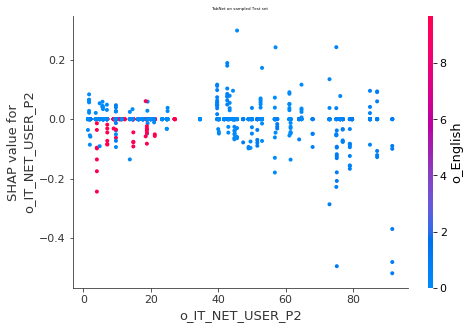 TabNet on sampled Test set
SHAP value for
o_IT_NET_USER_P2
0.2
0.0
−0.2
−0.4
0
20
40
60
80
o_IT_NET_USER_P2
8
6
4
2
0
o_English